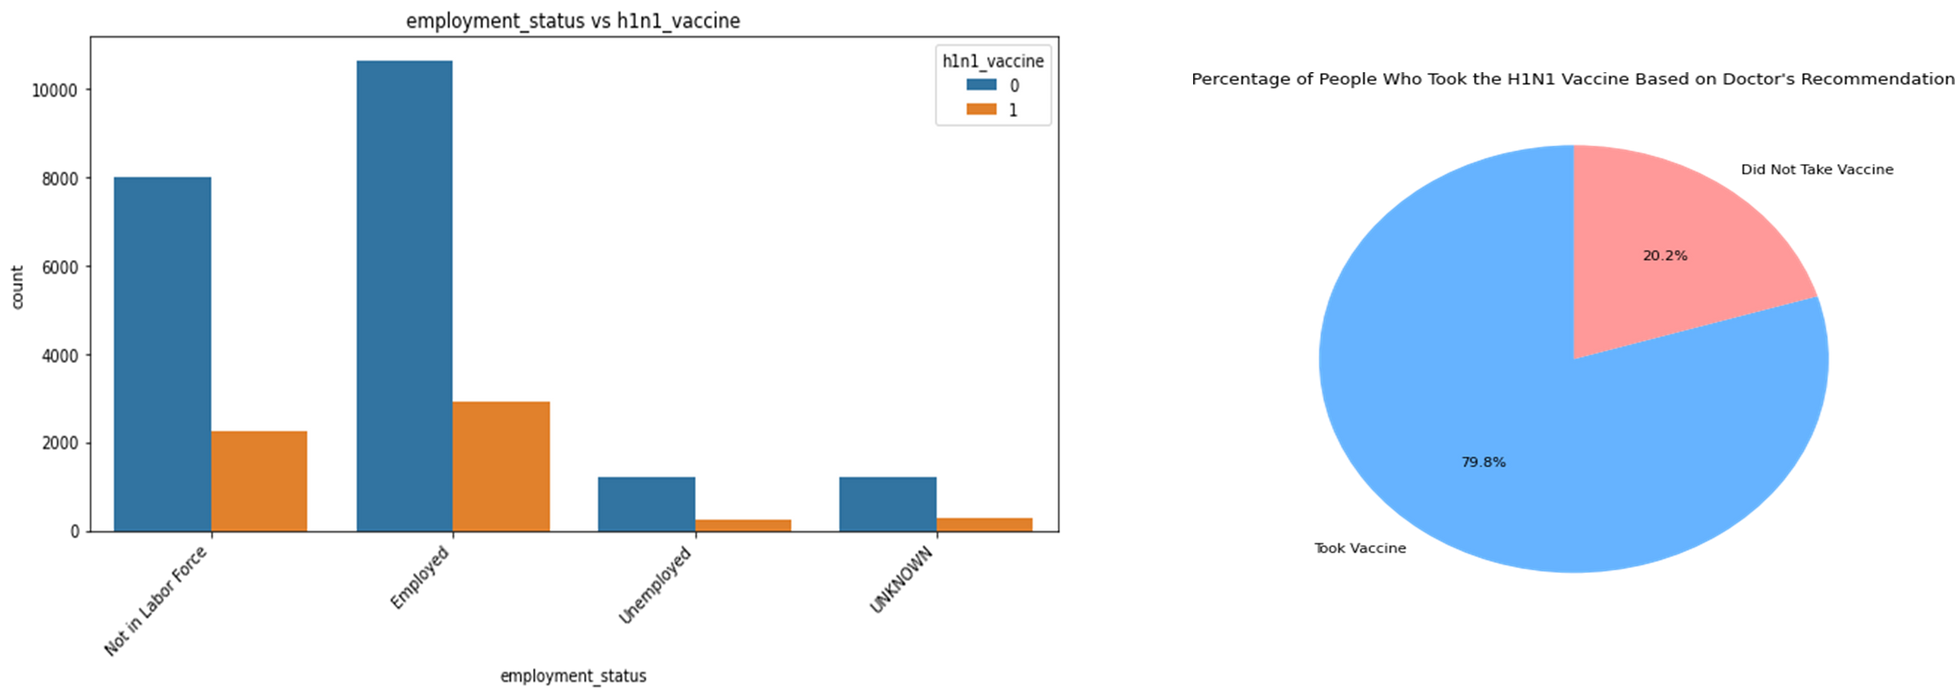 employment_status vs h1n1_vaccine
h1n1_vaccine
0
1
10000
8000
6000
4000
2000
0
count
Not in Labor Force
Employed
Unemployed
UNKNOWN
employment_status
Percentage of People Who Took the H1N1 Vaccine Based on Doctor's Recommendation
Did Not Take Vaccine
20.2%
79.8%
Took Vaccine